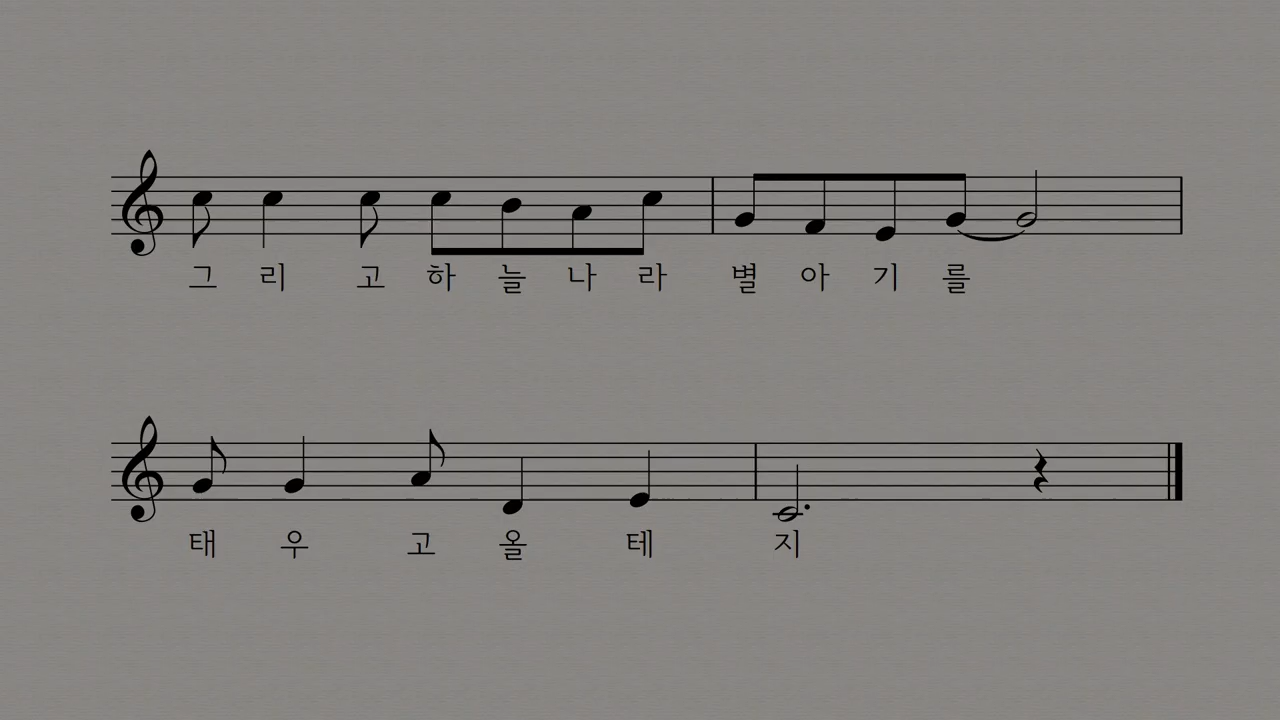 그 리 고 하 늘 나 라 별 아 기 를
태 우 고 올 테 지